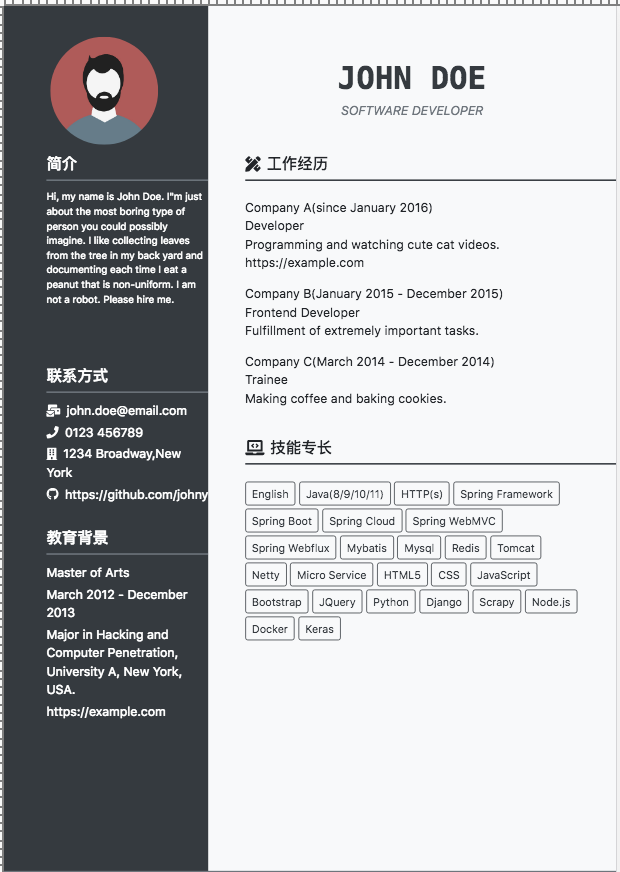 简介
Hi, my name is John Doe. I"m just
about the most boring type of
person you could possibly
imagine. I like collecting leaves
from the tree in my back yard and
documenting each time I eat a
peanut that is non-uniform. I am
not a robot. Please hire me.
联系方式
john.doe@email.com
0123 456789
1234 Broadway,New
York
https://github.com/johny
教育背景
Master of Arts
March 2012 - December
2013
Major in Hacking and
Computer Penetration,
University A, New York,
USA.
https://example.com
JOHN DOE
SOFTWARE DEVELOPER
工作经历
Company A(since January 2016)
Developer
Programming and watching cute cat videos.
https://example.com
Company B(January 2015 - December 2015)
Frontend Developer
Fulfillment of extremely important tasks.
Company C(March 2014 - December 2014)
Trainee
Making coffee and baking cookies.
技能专长
English Java(8/9/10/11) HTTP(s) Spring Framework
Spring Boot Spring Cloud Spring WebMVC
Spring Webflux Mybatis Mysql Redis Tomcat
Netty Micro Service HTML5 CSS JavaScript
Bootstrap JQuery Python Django Scrapy Node.js
Docker Keras